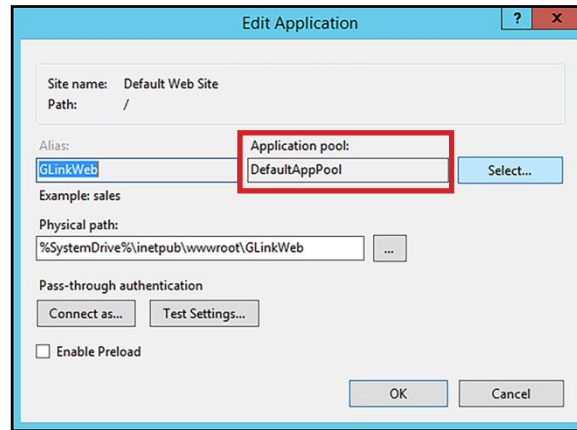 Edit Application
? x
Site name: Default Web Site
Path: /
Alias: Application pool:
GLinkWeb DefaultAppPool Select...
Example: sales
Physical path:
%SystemDrive%\inetpub\wwwroot\GLinkWeb ...
Pass-through authentication
Connect as... Test Settings...
Enable Preload
OK Cancel